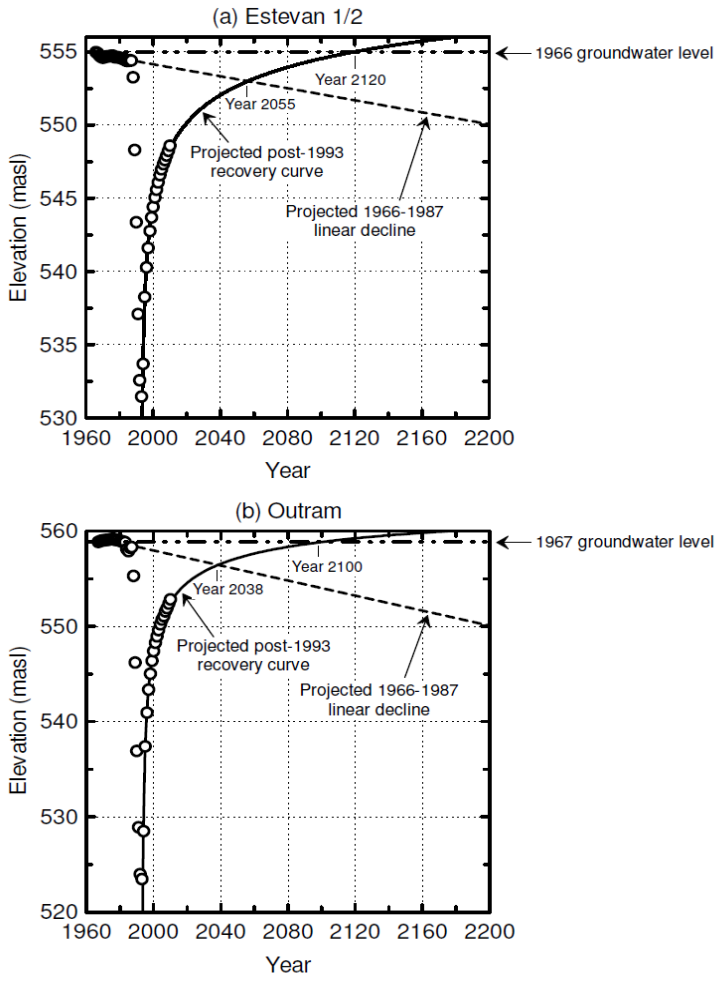 (a) Estevan 1/2
555
550
545
540
535
530
Elevation (masl)
1966 groundwater level
Year 2120
Year 2055
Projected post-1993
recovery curve
Projected 1966-1987
linear decline
1960 2000 2040 2080 2120 2160 2200
Year
(b) Outram
560
550
540
530
520
Elevation (masl)
1967 groundwater level
Year 2100
Year 2038
Projected post-1993
recovery curve
Projected 1966-1987
linear decline
1960 2000 2040 2080 2120 2160 2200
Year